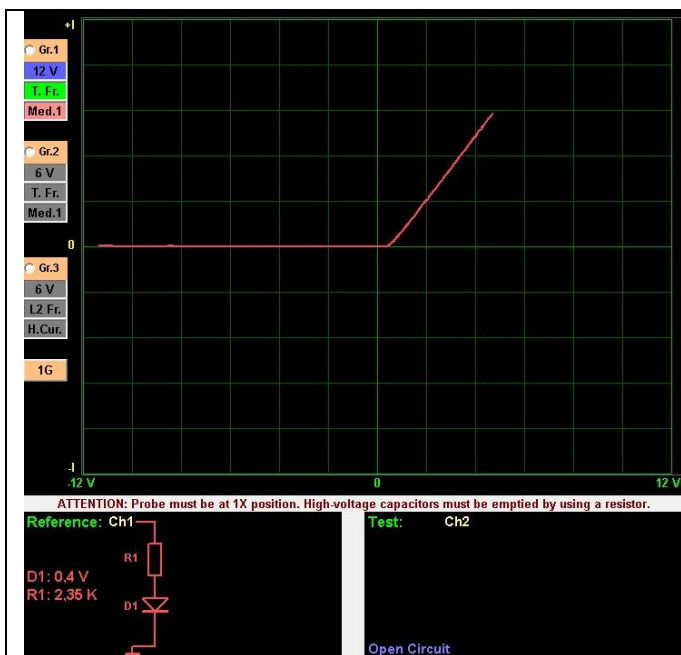 +I
Gr.1
12 V
T. Fr.
Med.1
Gr.2
6 V
T. Fr.
Med.1
0
Gr.3
6 V
L2 Fr.
H.Cur.
1G
-I
-12 V 0 12 V
ATTENTION: Probe must be at 1X position. High-voltage capacitors must be emptied by using a resistor.
Reference: Ch1
R1
D1: 0,4 V
R1: 2,35 K
D1
Test: Ch2
Open Circuit